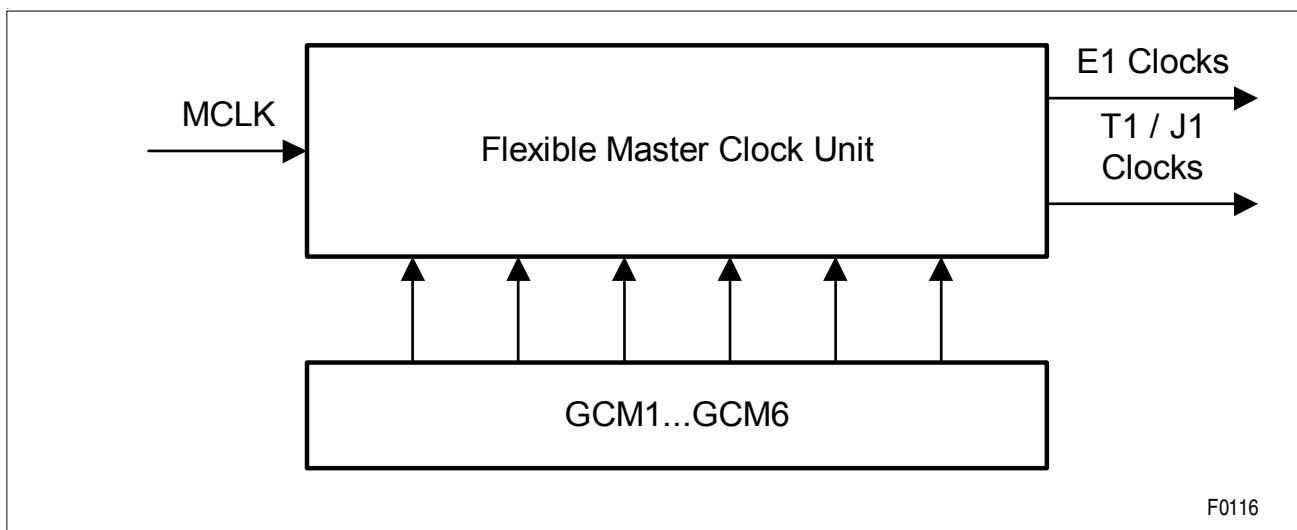 E1 Clocks
MCLK
T1 / J1
Clocks
Flexible Master Clock Unit
GCM1...GCM6
F0116